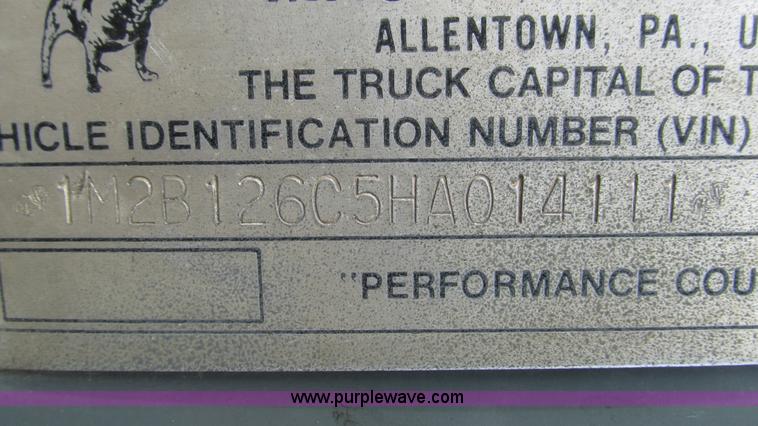 ALLENTOWN, PA., U
THE TRUCK CAPITAL OF T
HICLE IDENTIFICATION NUMBER (VIN)
1M2B126C5HA014111
"PERFORMANCE COU
www.purplewave.com